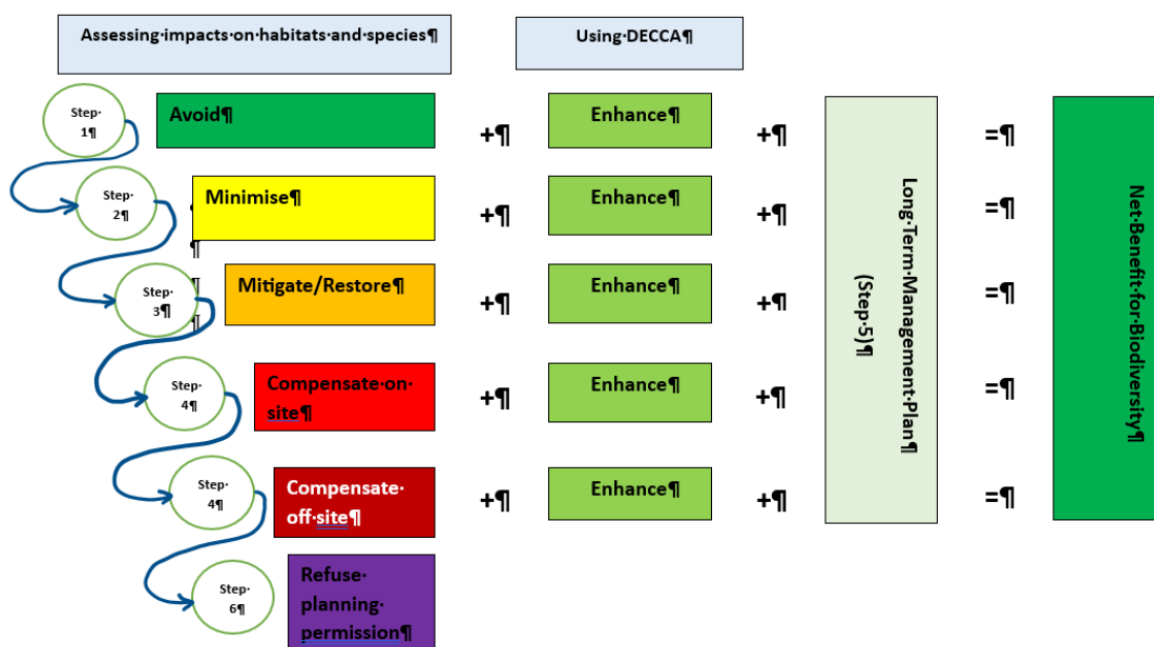 Assessing·impacts·on·habitats·and·species¶
Using·DECCA¶
Step·
1¶
Avoid¶
+¶
Enhance¶
+¶
=¶
Step·
2¶
Minimise¶
¶
¶
¶
¶
+¶
Enhance¶
+¶
=¶
Step·
3¶
Mitigate/Restore¶
+¶
Enhance¶
+¶
=¶
Step·
4¶
Compensate·on·
site¶
+¶
Enhance¶
+¶
=¶
Step·
4¶
Compensate·
off·site¶
+¶
Enhance¶
+¶
=¶
Step·
6¶
Refuse·
planning·
permission¶
Long·Term·Management·Plan¶
(Step·5)¶
Net·Benefit·for·Biodiversity¶